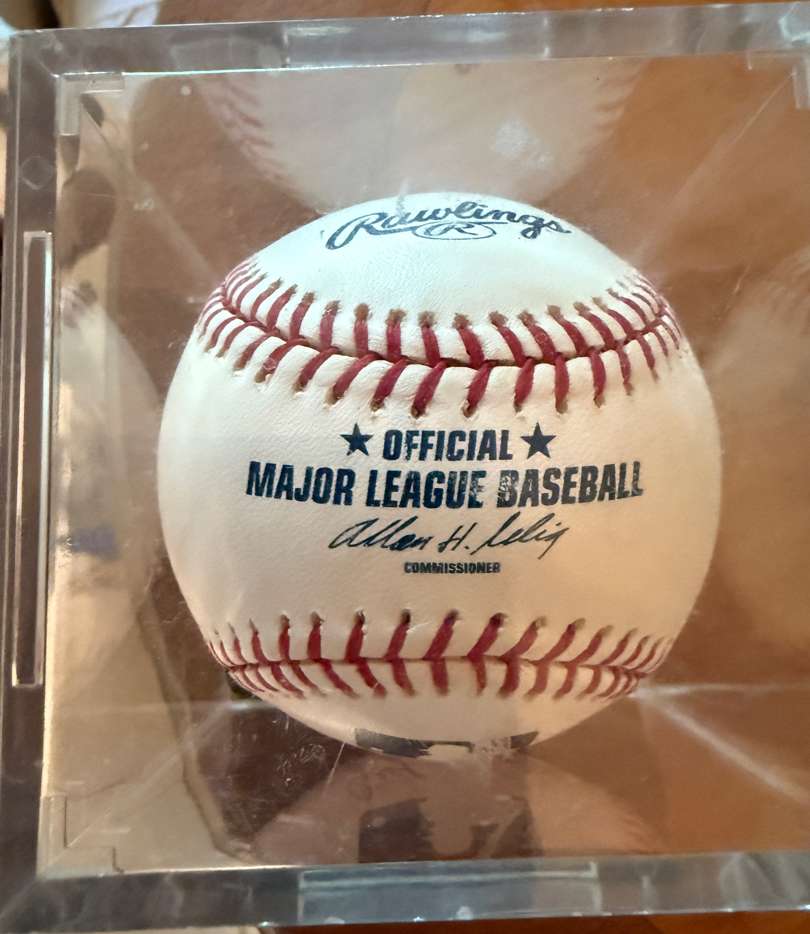 Rawlings
R
★ OFFICIAL ★
MAJOR LEAGUE BASEBALL
Allan H. Selig
COMMISSIONER